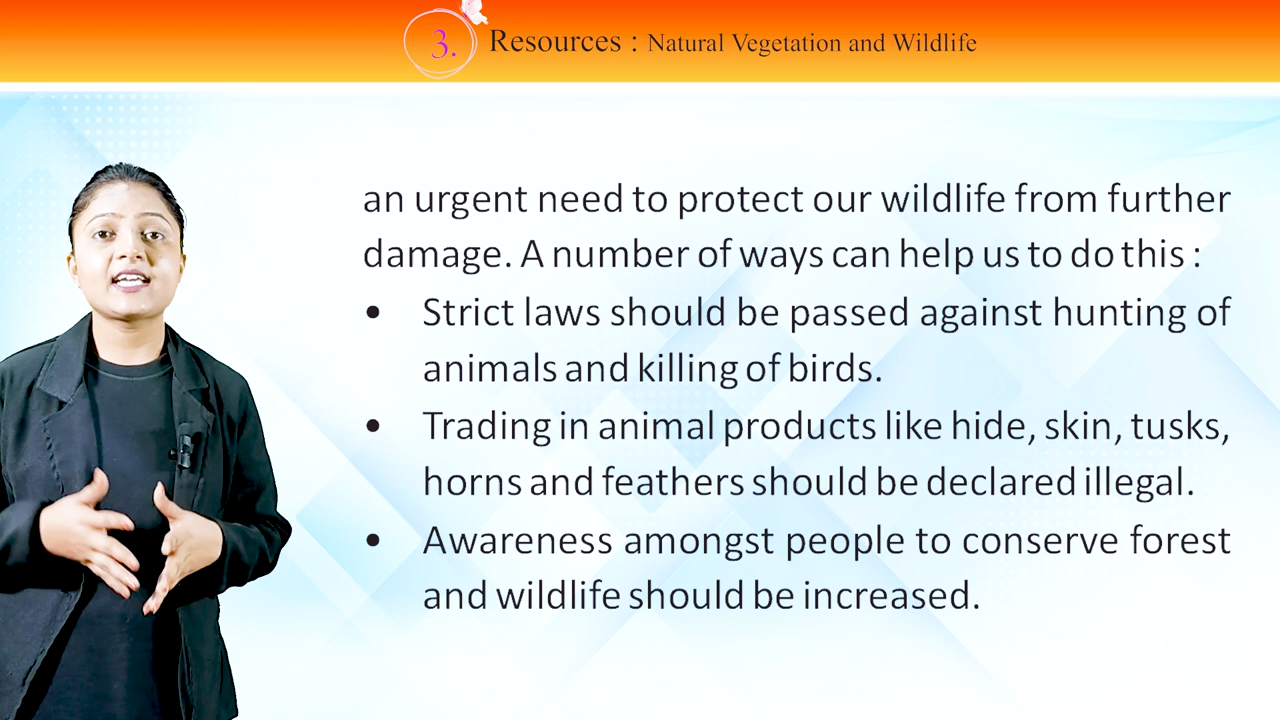 3. Resources : Natural Vegetation and Wildlife
an urgent need to protect our wildlife from further
damage. A number of ways can help us to do this :
• Strict laws should be passed against hunting of
animals and killing of birds.
• Trading in animal products like hide, skin, tusks,
horns and feathers should be declared illegal.
• Awareness amongst people to conserve forest
and wildlife should be increased.